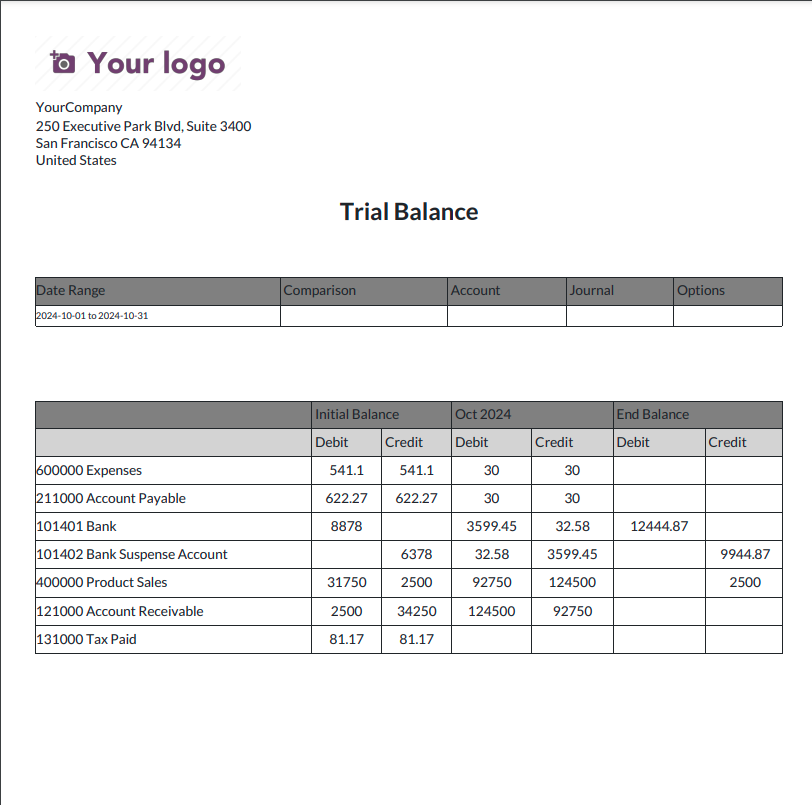 Your logo
YourCompany
250 Executive Park Blvd, Suite 3400
San Francisco CA 94134
United States
Trial Balance
Date Range Comparison Account Journal Options
2024-10-01 to 2024-10-31
Initial Balance Oct 2024 End Balance
Debit Credit Debit Credit Debit Credit
600000 Expenses 541.1 541.1 30 30
211000 Account Payable 622.27 622.27 30 30
101401 Bank 8878 3599.45 32.58 12444.87
101402 Bank Suspense Account 6378 32.58 3599.45 9944.87
400000 Product Sales 31750 2500 92750 124500 2500
121000 Account Receivable 2500 34250 124500 92750
131000 Tax Paid 81.17 81.17